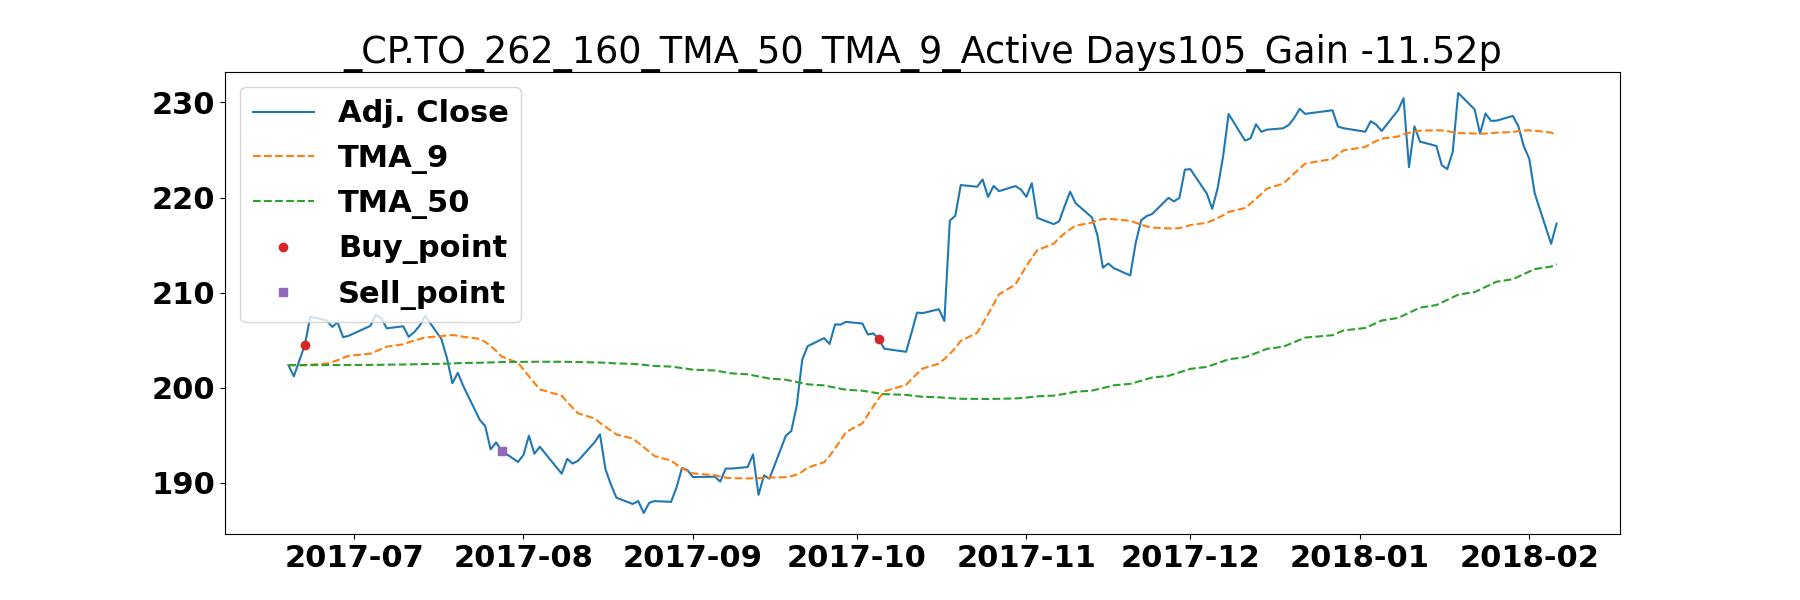 _CP.TO_262_160_TMA_50_TMA_9_Active Days105_Gain -11.52p
230
220
210
200
190
Adj. Close
TMA_9
TMA_50
Buy_point
Sell_point
2017-07 2017-08 2017-09 2017-10 2017-11 2017-12 2018-01 2018-02